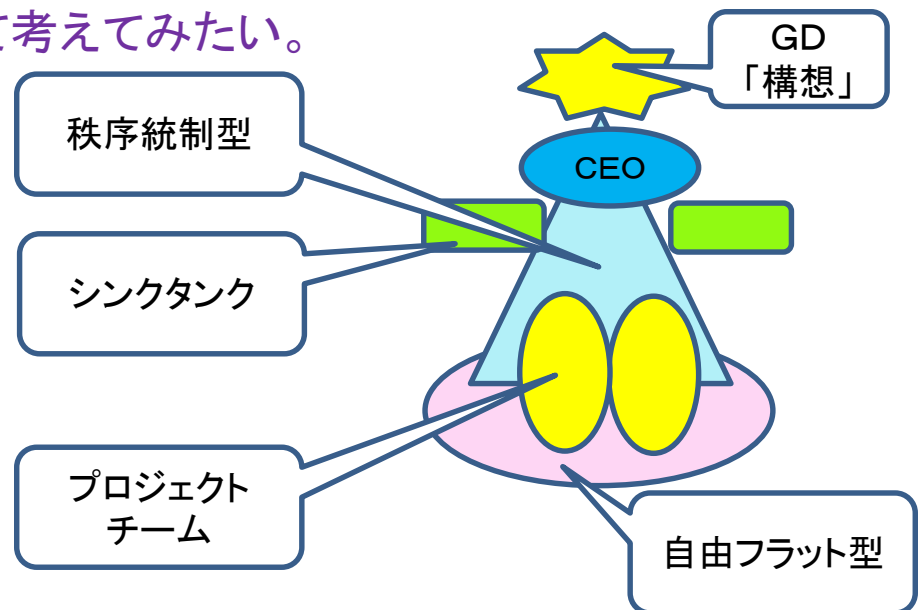 て考えてみたい。
GD
「構想」
秩序統制型
CEO
シンクタンク
プロジェクト
チーム
自由フラット型